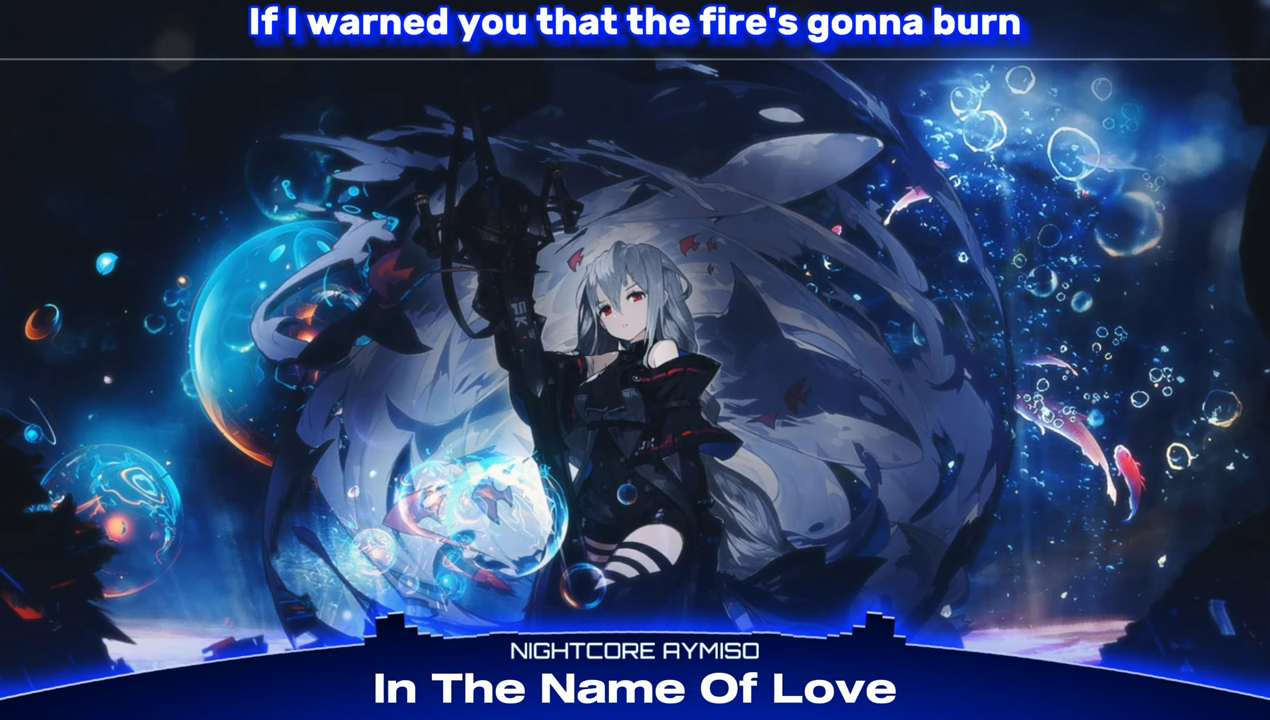 If I warned you that the fire's gonna burn
NIGHTCORE AYMISO
In The Name Of Love